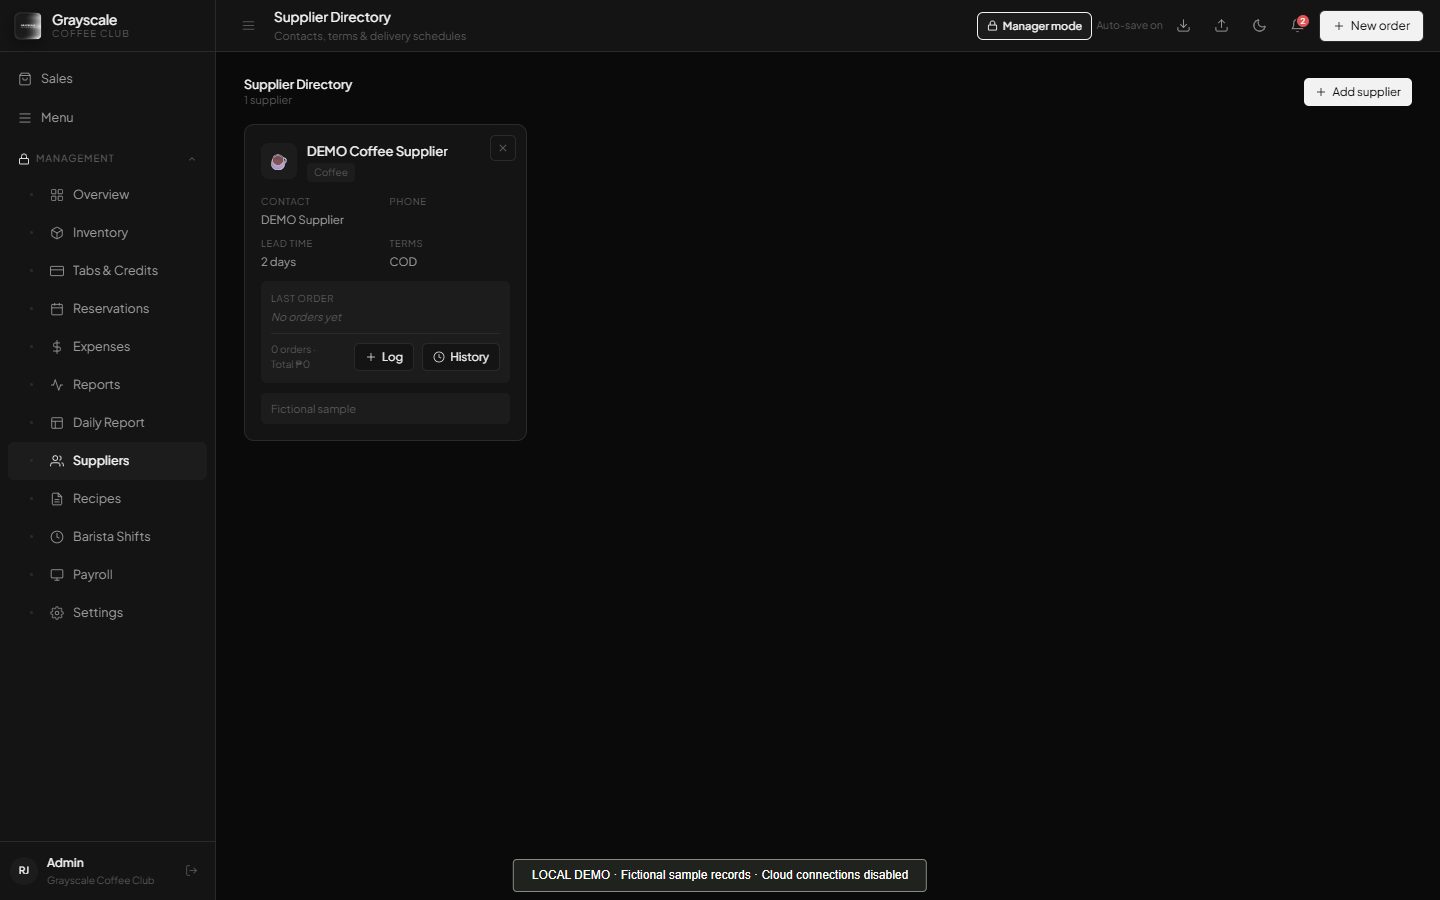 Grayscale
COFFEE CLUB
Sales
Menu
MANAGEMENT
Overview
Inventory
Tabs & Credits
Reservations
Expenses
Reports
Daily Report
Suppliers
Recipes
Barista Shifts
Payroll
Settings
RJ
Admin
Grayscale Coffee Club
Supplier Directory
Contacts, terms & delivery schedules
Manager mode
Auto-save on
2
New order
Supplier Directory
1 supplier
Add supplier
DEMO Coffee Supplier
Coffee
CONTACT
PHONE
DEMO Supplier
LEAD TIME
TERMS
2 days
COD
LAST ORDER
No orders yet
0 orders ·
Total ₱0
Log
History
Fictional sample
LOCAL DEMO · Fictional sample records · Cloud connections disabled